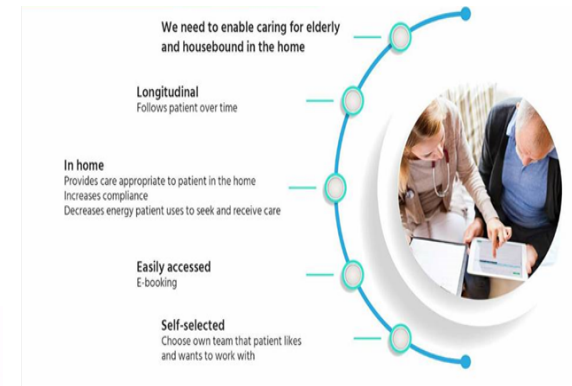 We need to enable caring for elderly
and housebound in the home
Longitudinal
Follows patient over time
In home
Provides care appropriate to patient in the home
Increases compliance
Decreases energy patient uses to seek and receive care
Easily accessed
E-booking
Self-selected
Choose own team that patient likes
and wants to work with